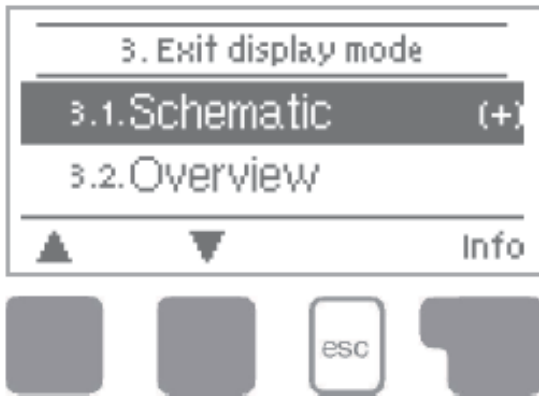 3. Exit display mode
3.1. Schematic (+)
3.2. Overview
Info
esc